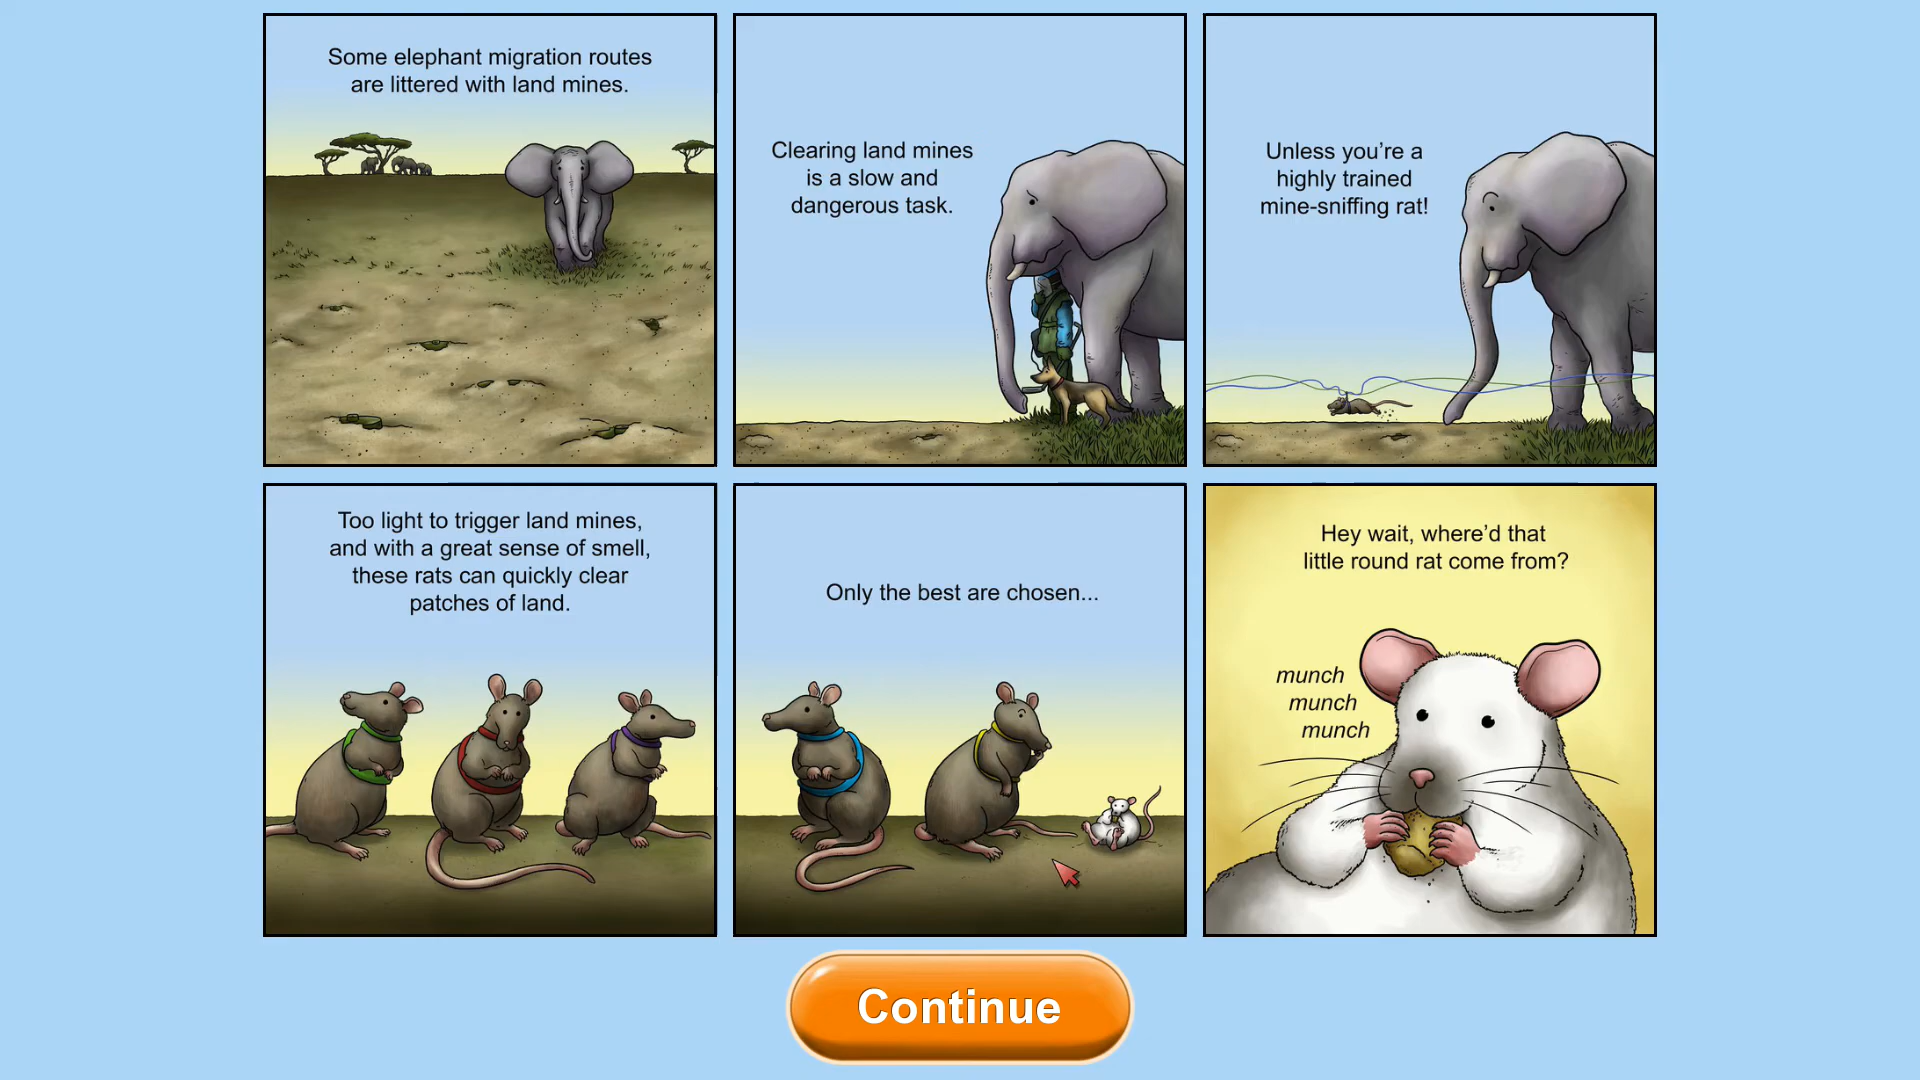 Some elephant migration routes
are littered with land mines.
Clearing land mines
is a slow and
dangerous task.
Unless you're a
highly trained
mine-sniffing rat!
Too light to trigger land mines,
and with a great sense of smell,
these rats can quickly clear
patches of land.
Only the best are chosen...
Hey wait, where'd that
little round rat come from?
munch
munch
munch
Continue